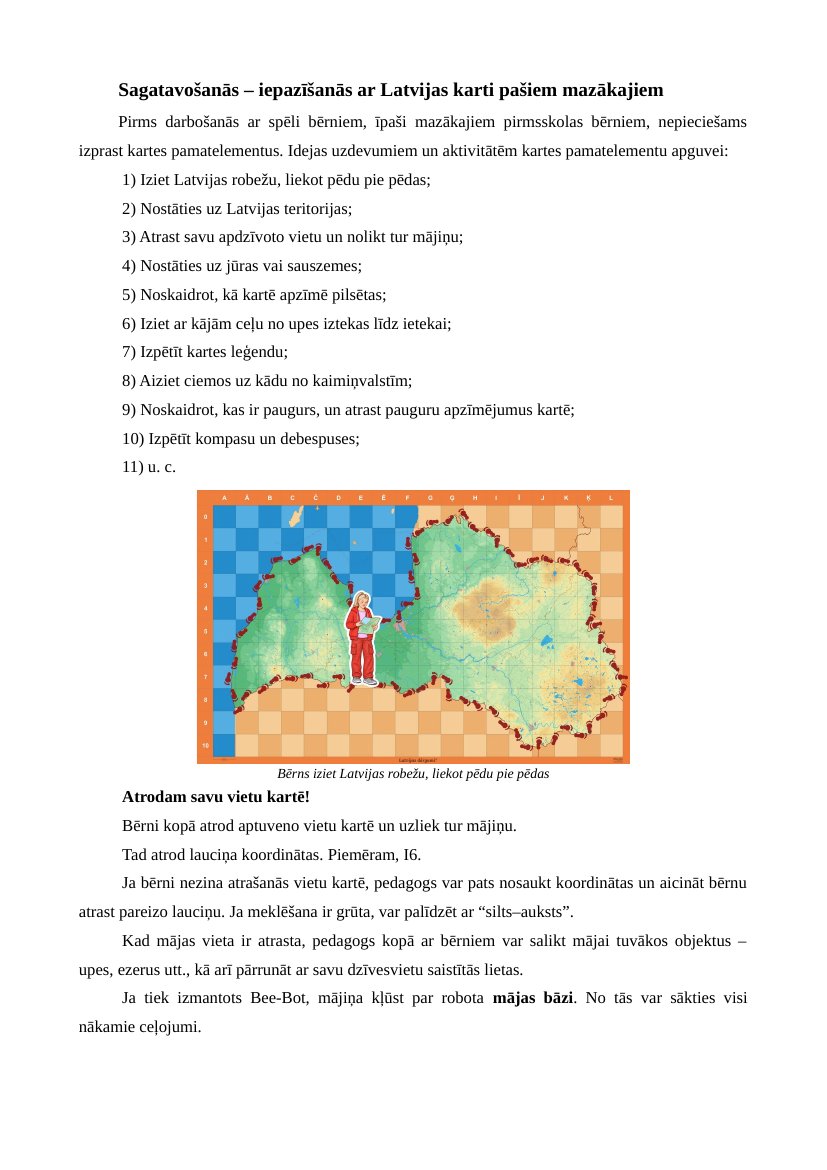 Sagatavošanās – iepazīšanās ar Latvijas karti pašiem mazākajiem
Pirms darbošanās ar spēli bērniem, īpaši mazākajiem pirmsskolas bērniem, nepieciešams
izprast kartes pamatelementus. Idejas uzdevumiem un aktivitātēm kartes pamatelementu apguvei:
1) Iziet Latvijas robežu, liekot pēdu pie pēdas;
2) Nostāties uz Latvijas teritorijas;
3) Atrast savu apdzīvoto vietu un nolikt tur mājiņu;
4) Nostāties uz jūras vai sauszemes;
5) Noskaidrot, kā kartē apzīmē pilsētas;
6) Iziet ar kājām ceļu no upes iztekas līdz ietekai;
7) Izpētīt kartes leģendu;
8) Aiziet ciemos uz kādu no kaimiņvalstīm;
9) Noskaidrot, kas ir paugurs, un atrast pauguru apzīmējumus kartē;
10) Izpētīt kompasu un debespuses;
11) u. c.
A Ā B C Č D E Ē F G Ģ H I Ī J K Ķ L
0
1
2
3
4
5
6
7
8
9
10
Latvijas dārgumi!
Bērns iziet Latvijas robežu, liekot pēdu pie pēdas
Atrodam savu vietu kartē!
Bērni kopā atrod aptuveno vietu kartē un uzliek tur mājiņu.
Tad atrod lauciņa koordinātas. Piemēram, I6.
Ja bērni nezina atrašanās vietu kartē, pedagogs var pats nosaukt koordinātas un aicināt bērnu
atrast pareizo lauciņu. Ja meklēšana ir grūta, var palīdzēt ar “silts–auksts”.
Kad mājas vieta ir atrasta, pedagogs kopā ar bērniem var salikt mājai tuvākos objektus –
upes, ezerus utt., kā arī pārrunāt ar savu dzīvesvietu saistītās lietas.
Ja tiek izmantots Bee-Bot, mājiņa kļūst par robota mājas bāzi. No tās var sākties visi
nākamie ceļojumi.